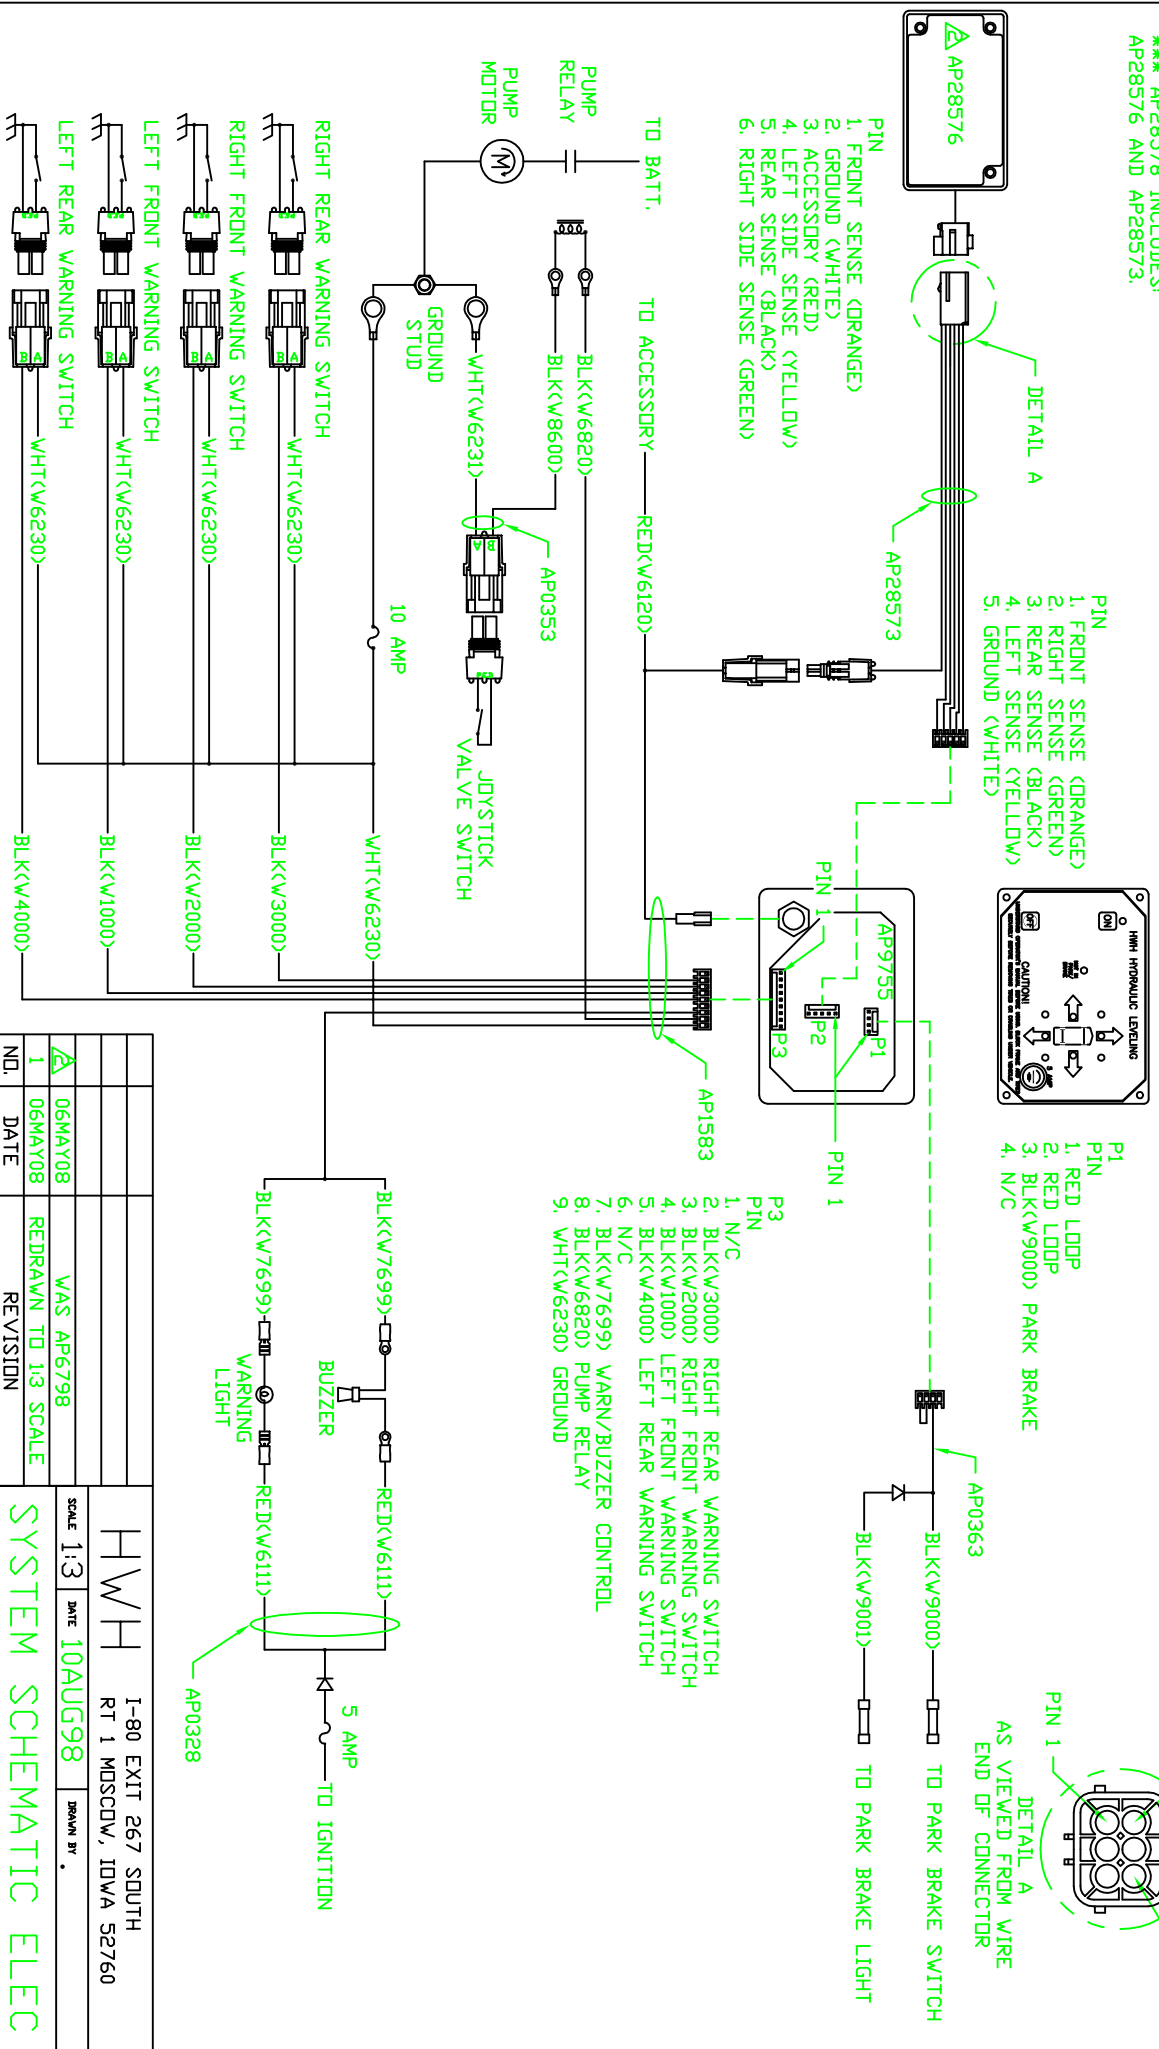 *** AP28578 INCLUDES:
AP28576 AND AP28573.
2 AP28576
DETAIL A
AP28573
PIN
1. FRONT SENSE (ORANGE)
2. GROUND (WHITE)
3. ACCESSORY (RED)
4. LEFT SIDE SENSE (YELLOW)
5. REAR SENSE (BLACK)
6. RIGHT SIDE SENSE (GREEN)
PIN
1. FRONT SENSE (ORANGE)
2. RIGHT SENSE (GREEN)
3. REAR SENSE (BLACK)
4. LEFT SENSE (YELLOW)
5. GROUND (WHITE)
HWH HYDRAULIC LEVELING
ON
OFF
CAUTION!
5 AMP
P1
PIN
1. RED LOOP
2. RED LOOP
3. BLK(W9000) PARK BRAKE
4. N/C
DETAIL A
AS VIEWED FROM WIRE
END OF CONNECTOR
PIN 1
AP0363
BLK(W9000)
TO PARK BRAKE SWITCH
BLK(W9001)
TO PARK BRAKE LIGHT
AP9755
PIN 1
P1
P2
P3
PIN 1
AP1583
P3
PIN
1. N/C
2. BLK(W3000) RIGHT REAR WARNING SWITCH
3. BLK(W2000) RIGHT FRONT WARNING SWITCH
4. BLK(W1000) LEFT FRONT WARNING SWITCH
5. BLK(W4000) LEFT REAR WARNING SWITCH
6. N/C
7. BLK(W7699) WARN/BUZZER CONTROL
8. BLK(W6820) PUMP RELAY
9. WHT(W6230) GROUND
TO BATT.
TO ACCESSORY
RED(W6120)
PUMP
RELAY
PUMP
MOTOR
M
BLK(W6820)
BLK(W8600)
WHT(W6231)
GROUND
STUD
AP0353
B
A
JOYSTICK
VALVE SWITCH
10 AMP
WHT(W6230)
RIGHT REAR WARNING SWITCH
B A
WHT(W6230)
BLK(W3000)
RIGHT FRONT WARNING SWITCH
B A
WHT(W6230)
BLK(W2000)
LEFT FRONT WARNING SWITCH
B A
WHT(W6230)
BLK(W1000)
LEFT REAR WARNING SWITCH
B A
WHT(W6230)
BLK(W4000)
BLK(W7699)
BUZZER
RED(W6111)
BLK(W7699)
WARNING
LIGHT
RED(W6111)
AP0328
5 AMP
TO IGNITION
2 06MAY08 WAS AP6798
1 06MAY08 REDRAWN TO 1:3 SCALE
NO. DATE REVISION
HWH
I-80 EXIT 267 SOUTH
RT 1 MOSCOW, IOWA 52760
SCALE 1:3
DATE 10AUG98
DRAWN BY .
SYSTEM SCHEMATIC ELEC